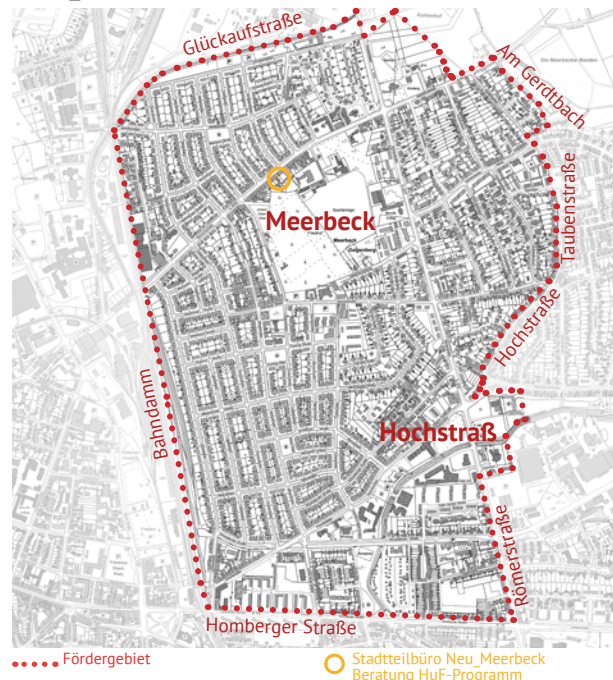 Glückaufstraße
Am Gerdtbach
Taubenstraße
Meerbeck
Hochstraße
Bahndamm
Hochstraß
Römerstraße
Homberger Straße
Fördergebiet
Stadtteilbüro Neu_Meerbeck
Beratung HuF-Programm